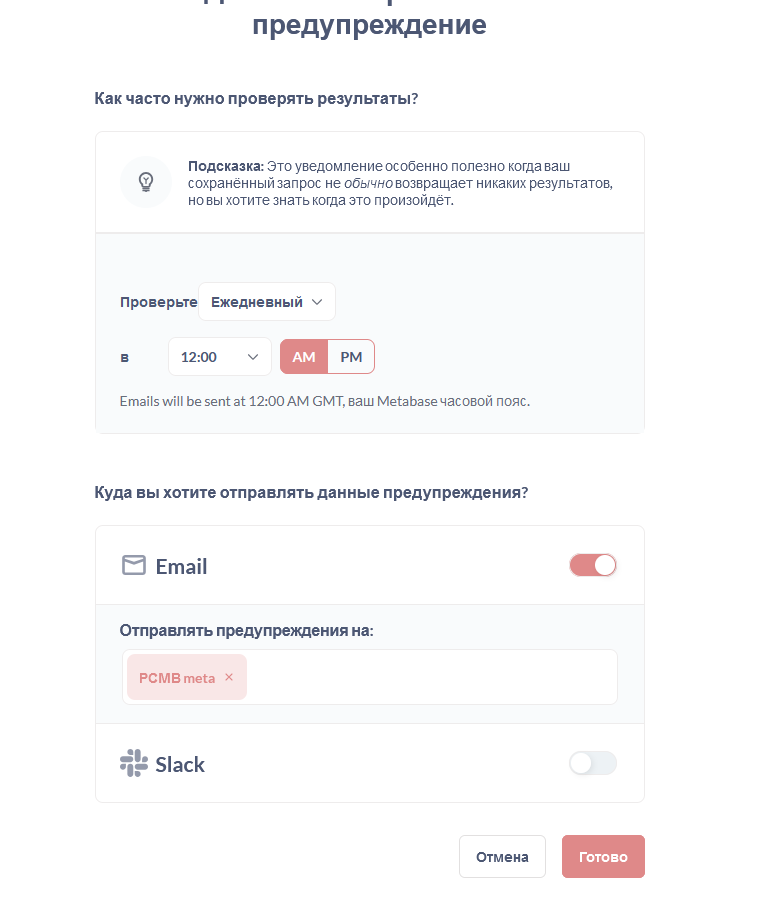 предупреждение
Как часто нужно проверять результаты?
Подсказка: Это уведомление особенно полезно когда ваш
сохранённый запрос не обычно возвращает никаких результатов,
но вы хотите знать когда это произойдёт.
Проверьте Ежедневный
в 12:00 AM PM
Emails will be sent at 12:00 AM GMT, ваш Metabase часовой пояс.
Куда вы хотите отправлять данные предупреждения?
Email
Отправлять предупреждения на:
РСМВ meta ×
Slack
Отмена Готово